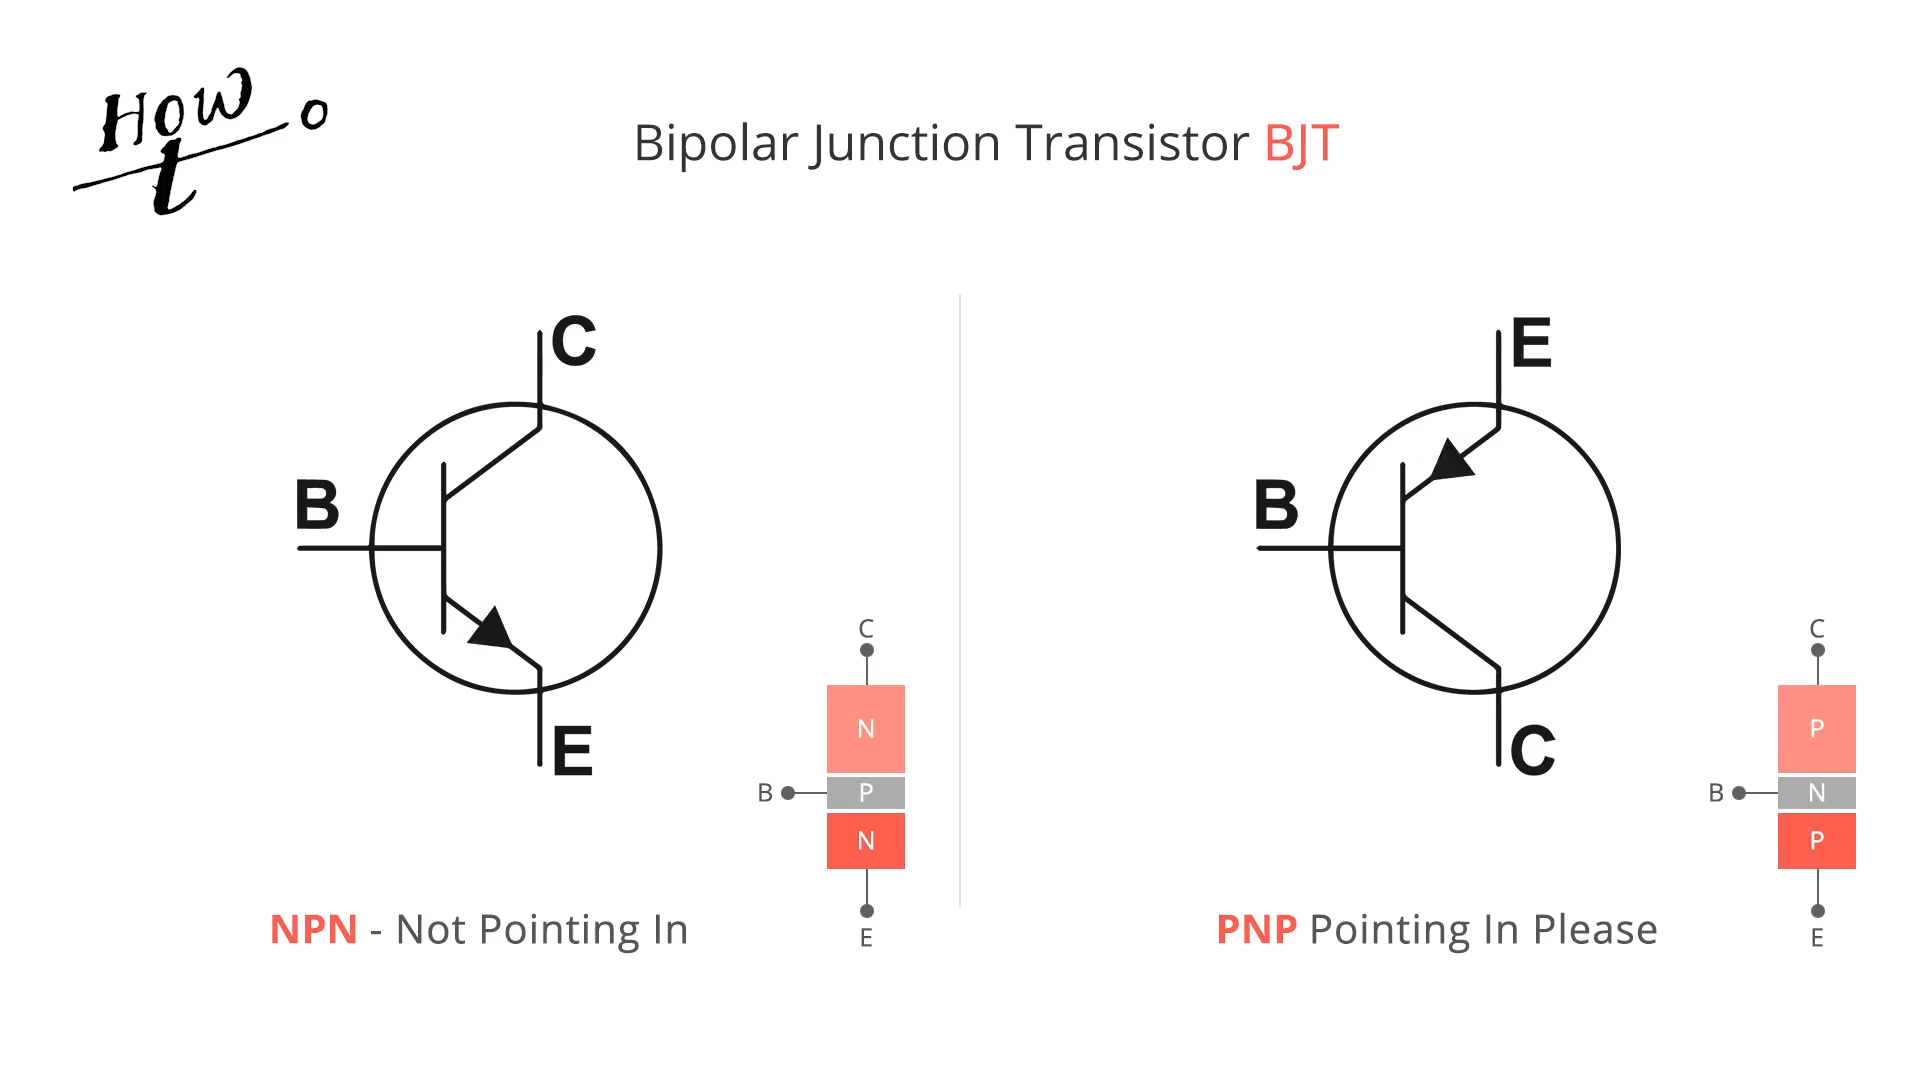 How
to
Bipolar Junction Transistor BJT
C
B
E
C
N
B
P
N
E
NPN - Not Pointing In
E
B
C
C
P
B
N
P
E
PNP Pointing In Please